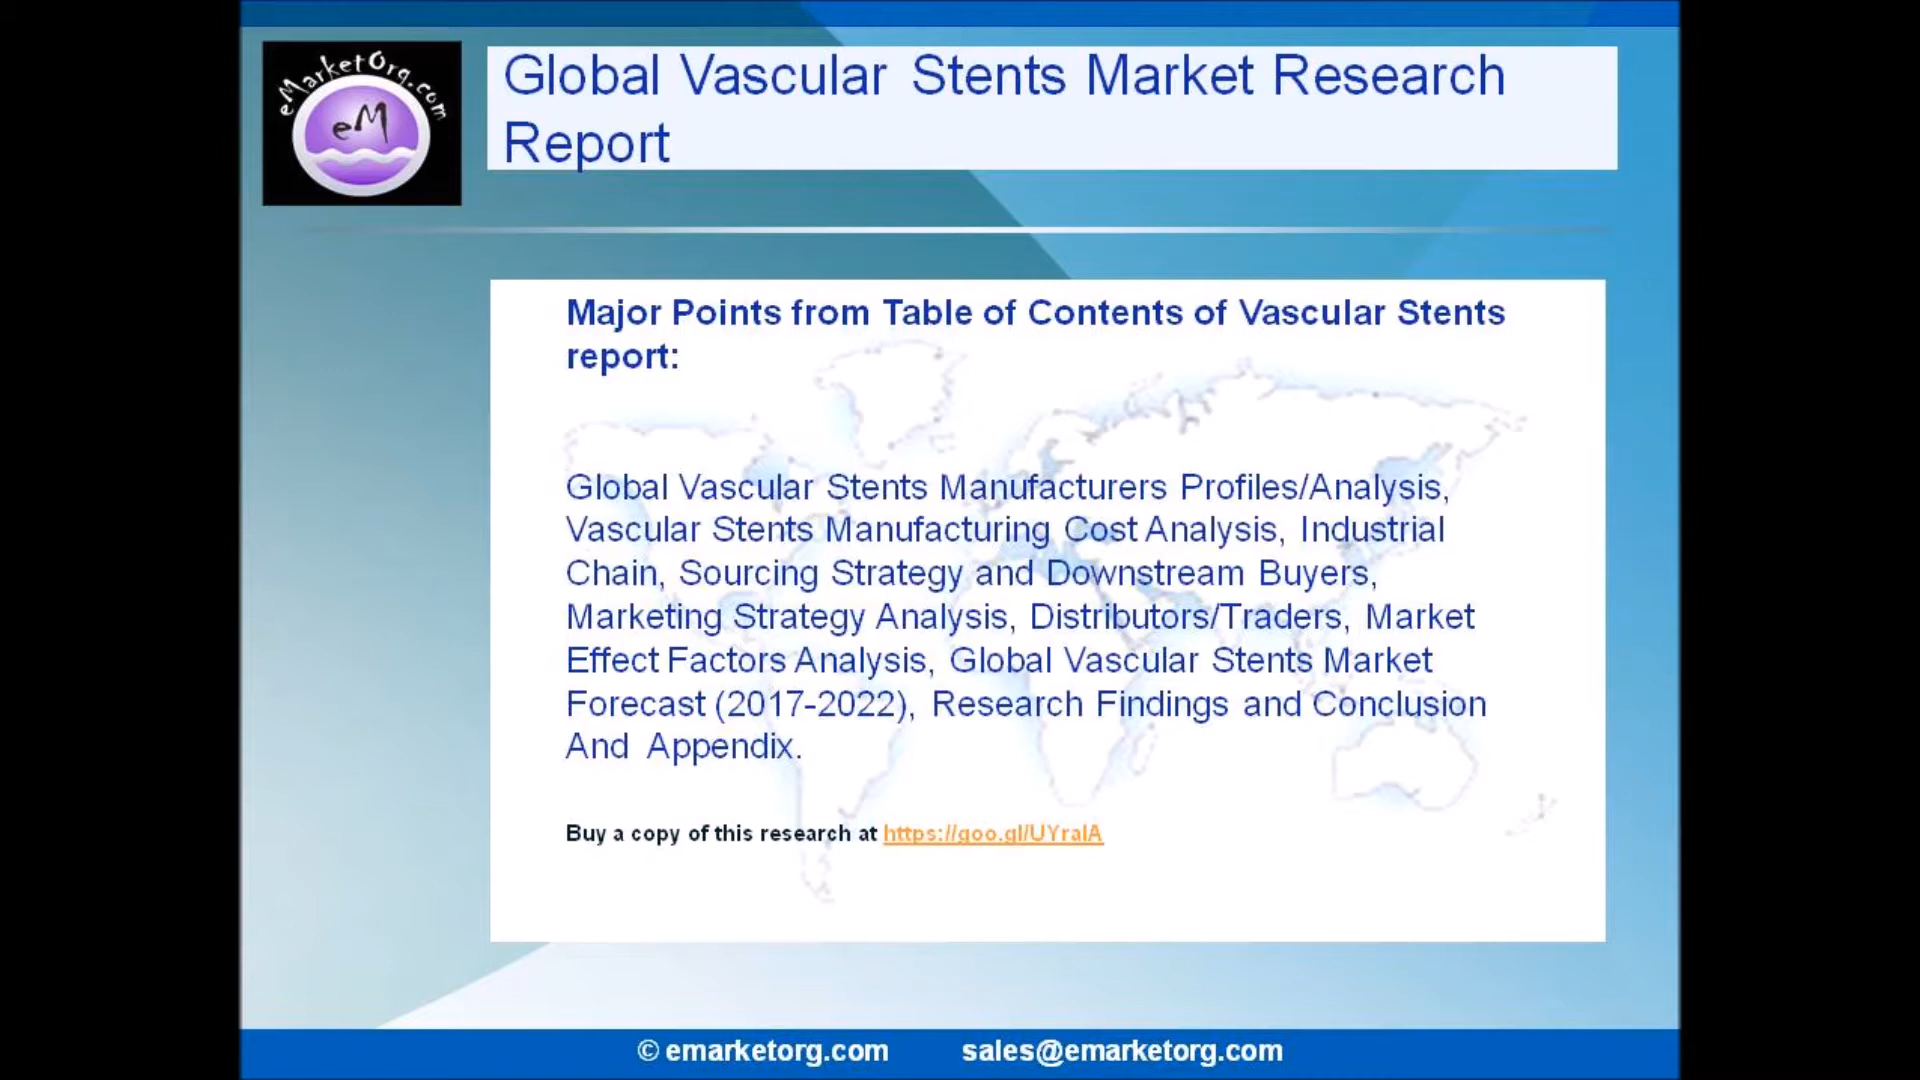 eMarketOrg.com
eM
Global Vascular Stents Market Research
Report
Major Points from Table of Contents of Vascular Stents
report:
Global Vascular Stents Manufacturers Profiles/Analysis,
Vascular Stents Manufacturing Cost Analysis, Industrial
Chain, Sourcing Strategy and Downstream Buyers,
Marketing Strategy Analysis, Distributors/Traders, Market
Effect Factors Analysis, Global Vascular Stents Market
Forecast (2017-2022), Research Findings and Conclusion
And Appendix.
Buy a copy of this research at https://goo.gl/UYraIA
© emarketorg.com sales@emarketorg.com